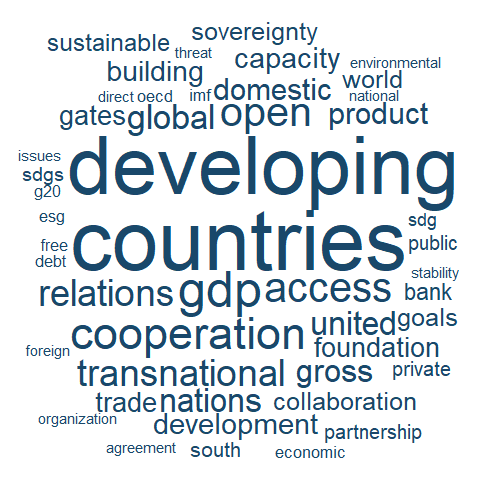 sustainable sovereignty
threat
building capacity environmental
direct oecd imf domestic world
national
gates global open product
issues
developing
sdgs
g20
esg countries sdg
free public
debt
stability
relations gdp access bank
cooperation united goals
foreign foundation
transnational gross private
trade nations collaboration
organization
development partnership
agreement south economic